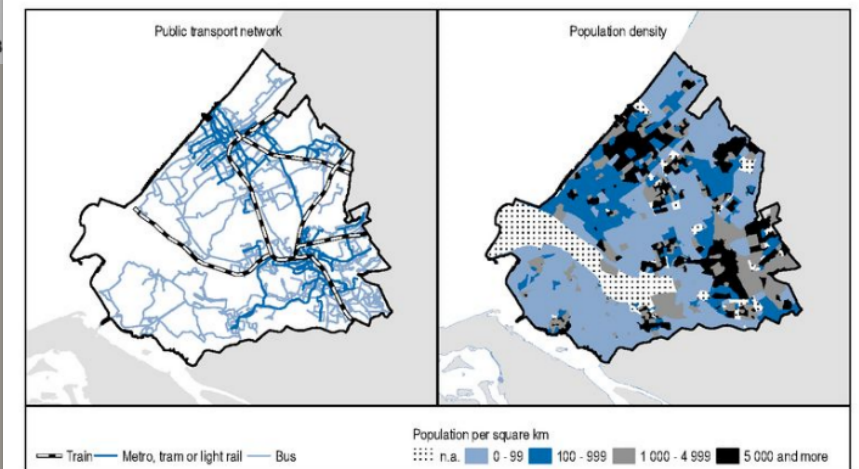 Public transport network
Population density
Train
Metro, tram or light rail
Bus
Population per square km
n.a.
0 - 99
100 - 999
1 000 - 4 999
5 000 and more